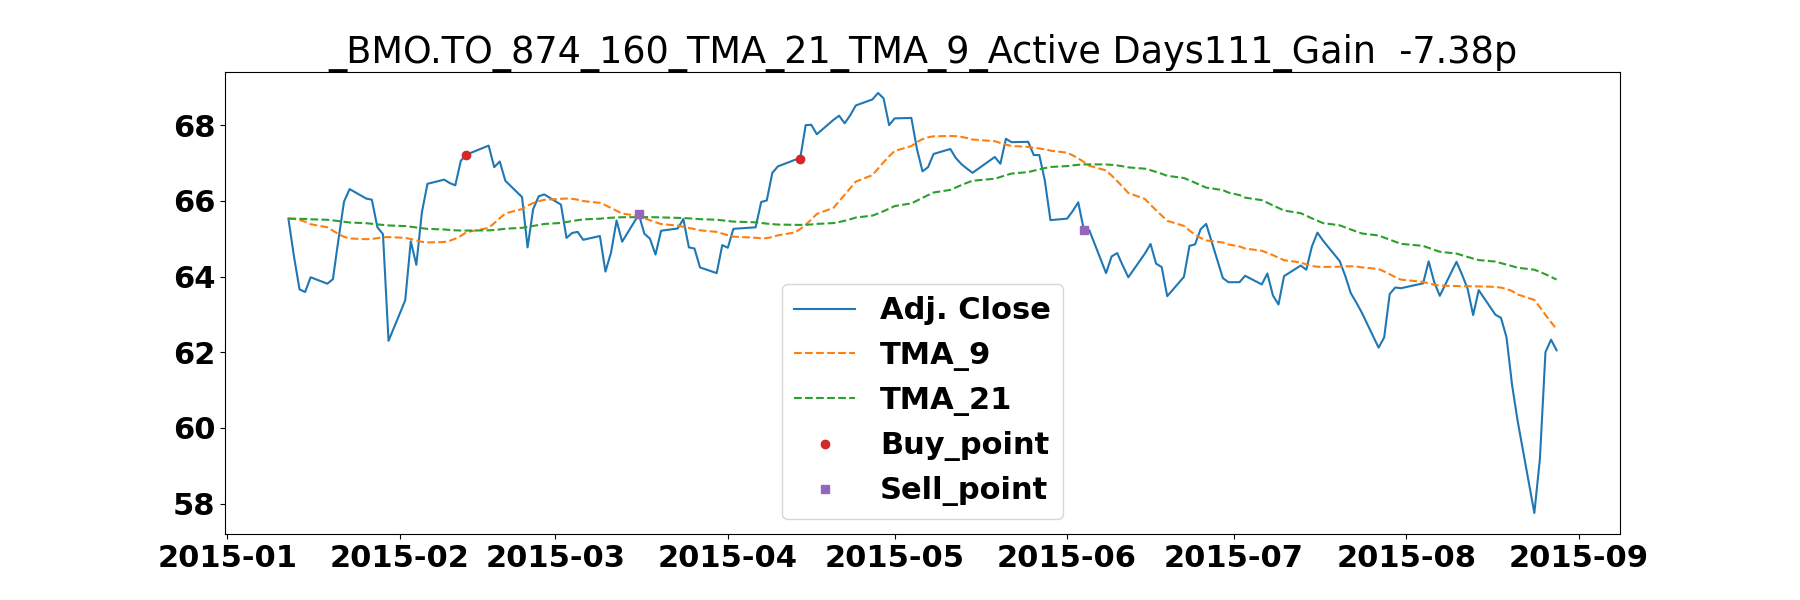 _BMO.TO_874_160_TMA_21_TMA_9_Active Days111_Gain  -7.38p
68
66
64
62
60
58
Adj. Close
TMA_9
TMA_21
Buy_point
Sell_point
2015-01 2015-02 2015-03 2015-04 2015-05 2015-06 2015-07 2015-08 2015-09